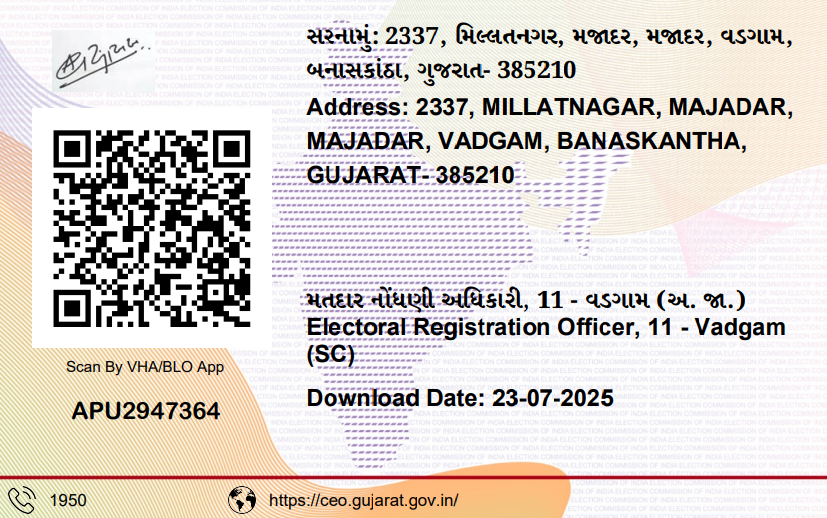 સરનામું: 2337, મિલ્લતનગર, મજાદર, મજાદર, વડગામ,
બનાસકાંઠા, ગુજરાત- 385210
Address: 2337, MILLATNAGAR, MAJADAR,
MAJADAR, VADGAM, BANASKANTHA,
GUJARAT- 385210
મતદાર નોંધણી અધિકારી, 11 - વડગામ (અ. જા.)
Electoral Registration Officer, 11 - Vadgam
(SC)
Download Date: 23-07-2025
Scan By VHA/BLO App
APU2947364
1950
https://ceo.gujarat.gov.in/